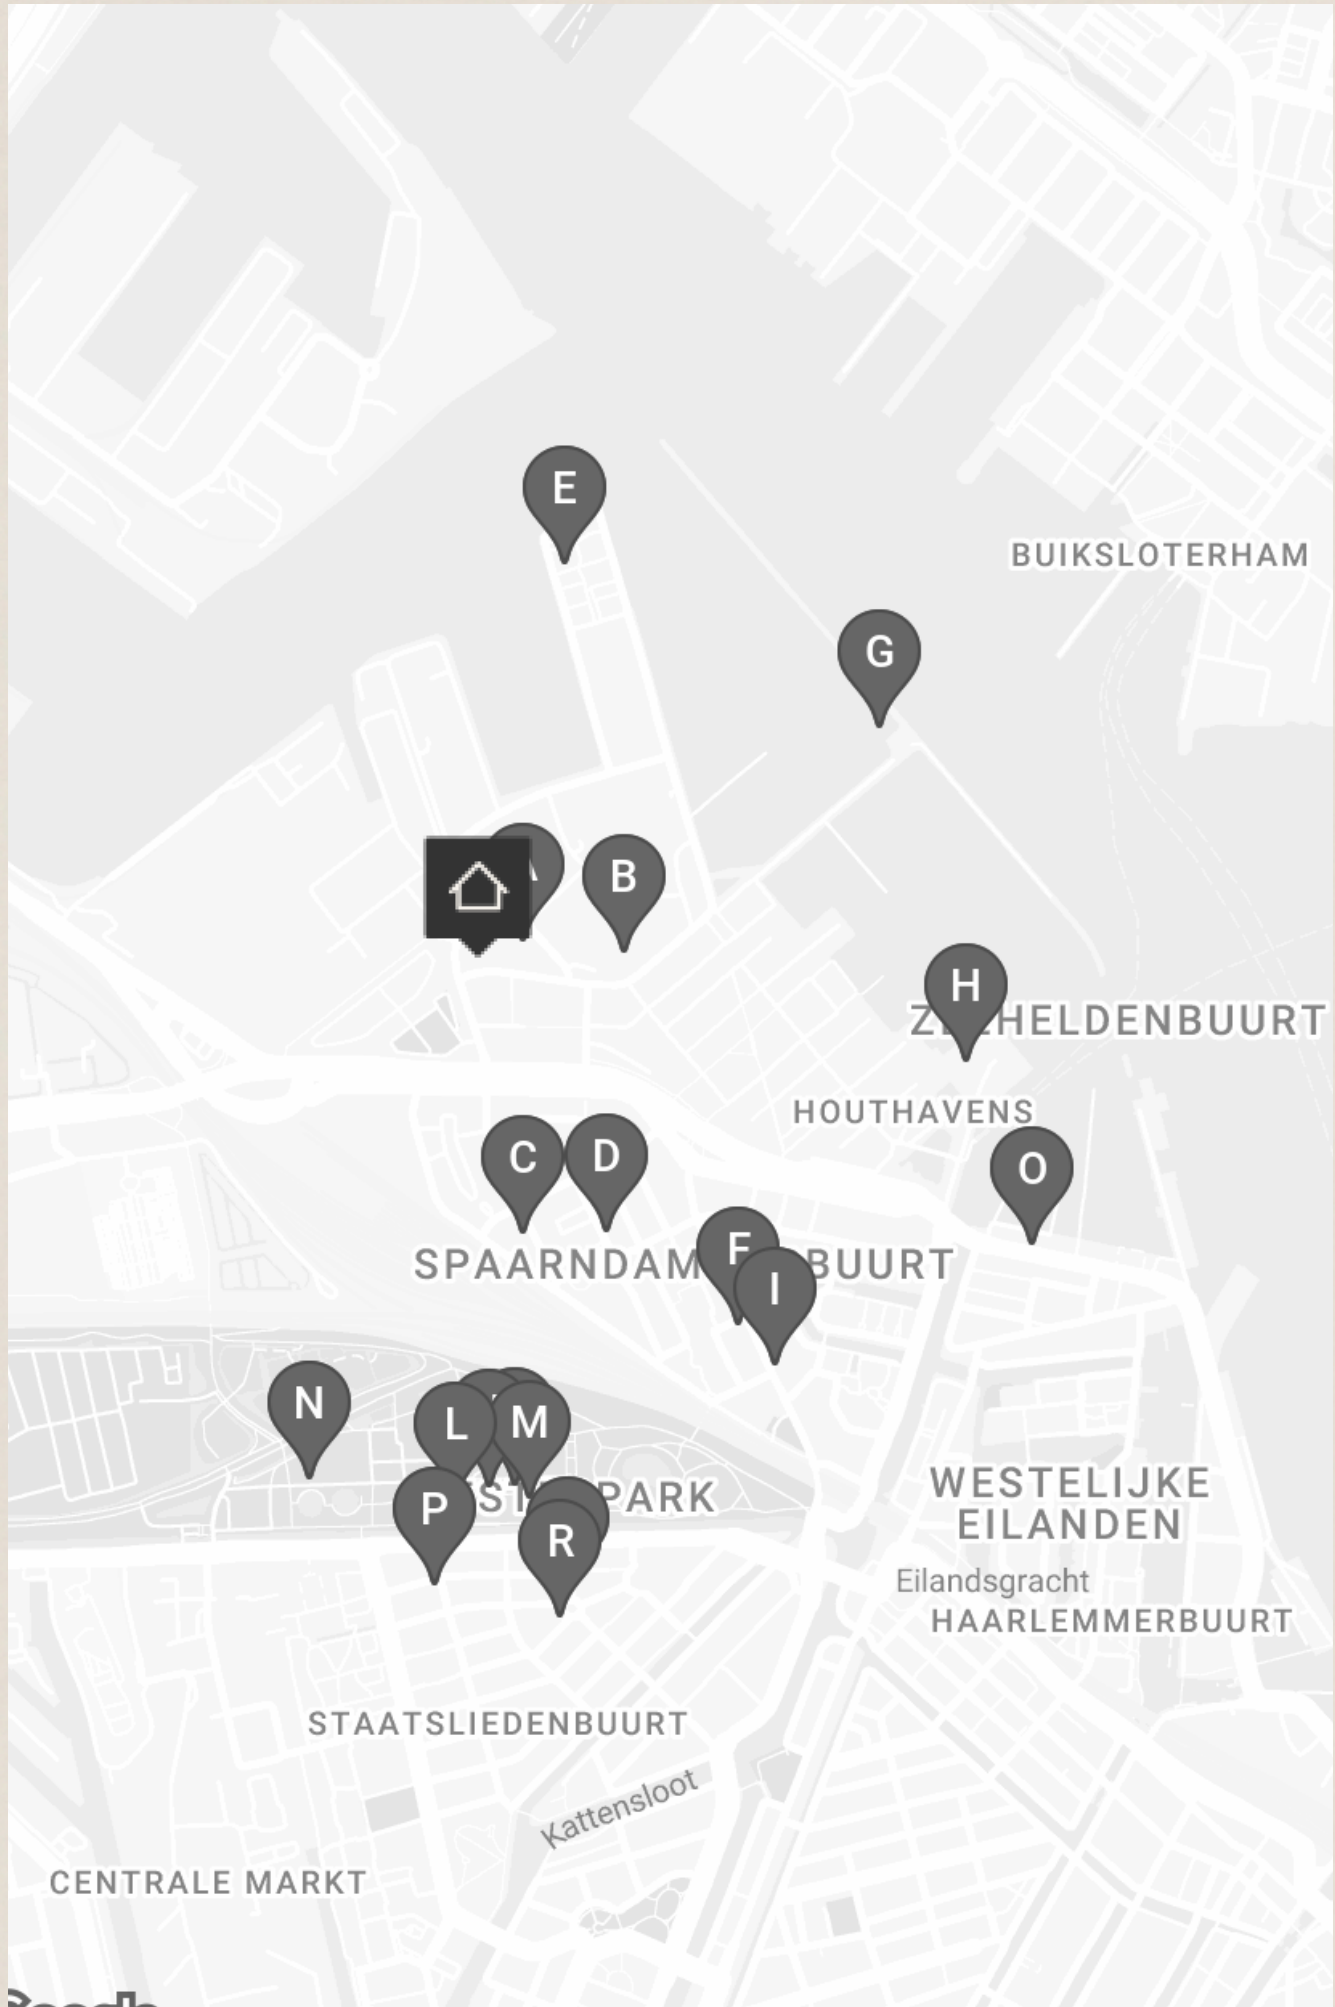 E
BUIKSLOTERHAM
G
B
H
HELDENBUURT
HOUTHAVENS
C
D
O
F
SPAARNDAM
BUURT
I
N
L
M
PARK
P
R
WESTELIJKE
EILANDEN
Eilandsgracht
HAARLEMMERBUURT
STAATSLIEDENBUURT
Kattensloot
CENTRALE MARKT